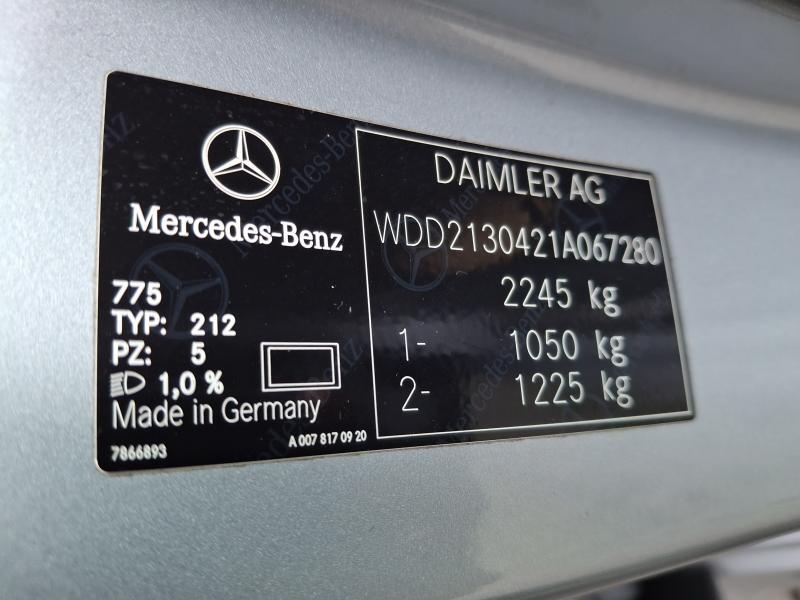 Mercedes-Benz
775
TYP: 212
PZ: 5
1,0 %
Made in Germany
7866893
A 007 817 09 20
DAIMLER AG
WDD2130421A067280
2245 kg
1- 1050 kg
2- 1225 kg